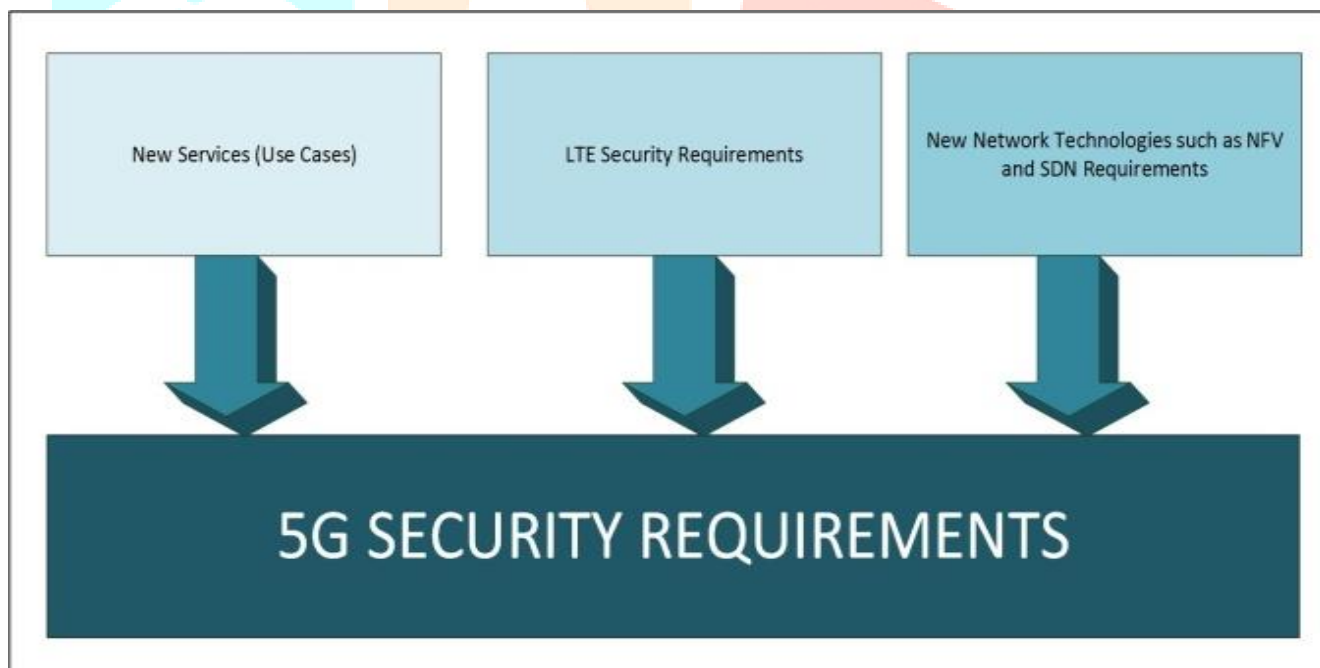 New Services (Use Cases)
LTE Security Requirements
New Network Technologies such as NFV
and SDN Requirements
5G SECURITY REQUIREMENTS